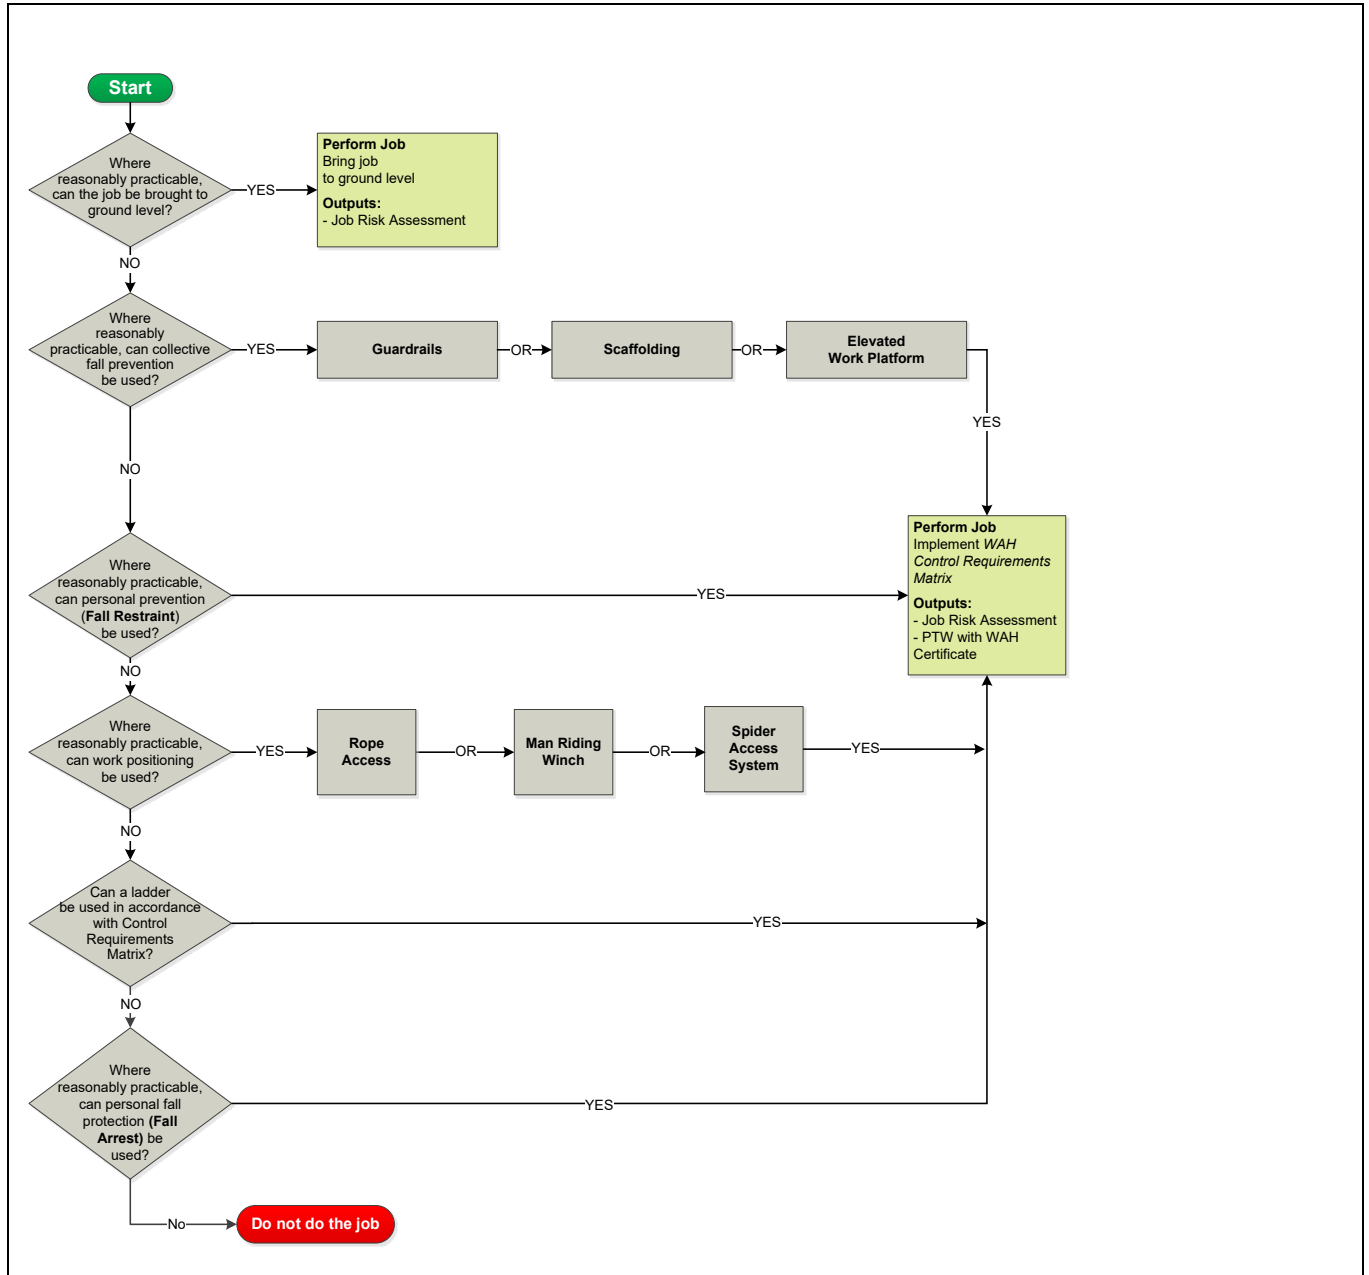 Start
Where
reasonably practicable,
can the job be brought to
ground level?
YES
Perform Job
Bring job
to ground level
Outputs:
- Job Risk Assessment
NO
Where
reasonably
practicable, can collective
fall prevention
be used?
YES
Guardrails
OR
Scaffolding
OR
Elevated
Work Platform
YES
NO
Where
reasonably practicable,
can personal prevention
(Fall Restraint)
be used?
YES
Perform Job
Implement WAH
Control Requirements
Matrix
Outputs:
- Job Risk Assessment
- PTW with WAH
Certificate
NO
Where
reasonably practicable,
can work positioning
be used?
YES
Rope
Access
OR
Man Riding
Winch
OR
Spider
Access
System
YES
NO
Can a ladder
be used in accordance
with Control
Requirements
Matrix?
YES
NO
Where
reasonably practicable,
can personal fall
protection (Fall
Arrest) be
used?
YES
No
Do not do the job